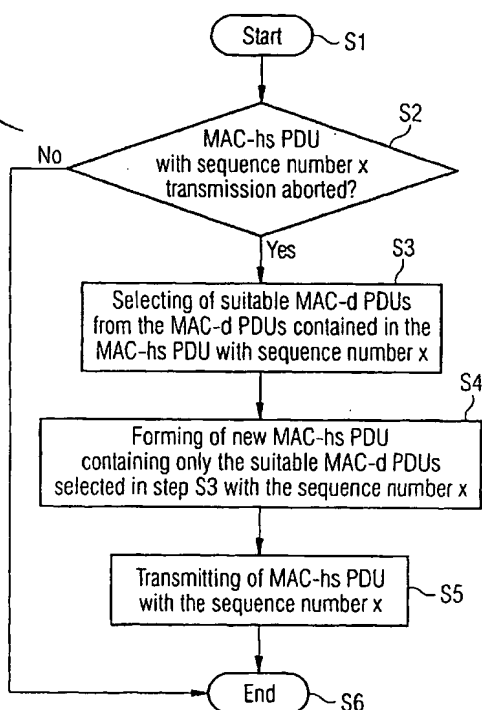 Start
S1
S2
MAC-hs PDU
with sequence number x
transmission aborted?
No
Yes
S3
Selecting of suitable MAC-d PDUs
from the MAC-d PDUs contained in the
MAC-hs PDU with sequence number x
S4
Forming of new MAC-hs PDU
containing only the suitable MAC-d PDUs
selected in step S3 with the sequence number x
Transmitting of MAC-hs PDU
with the sequence number x
S5
End
S6